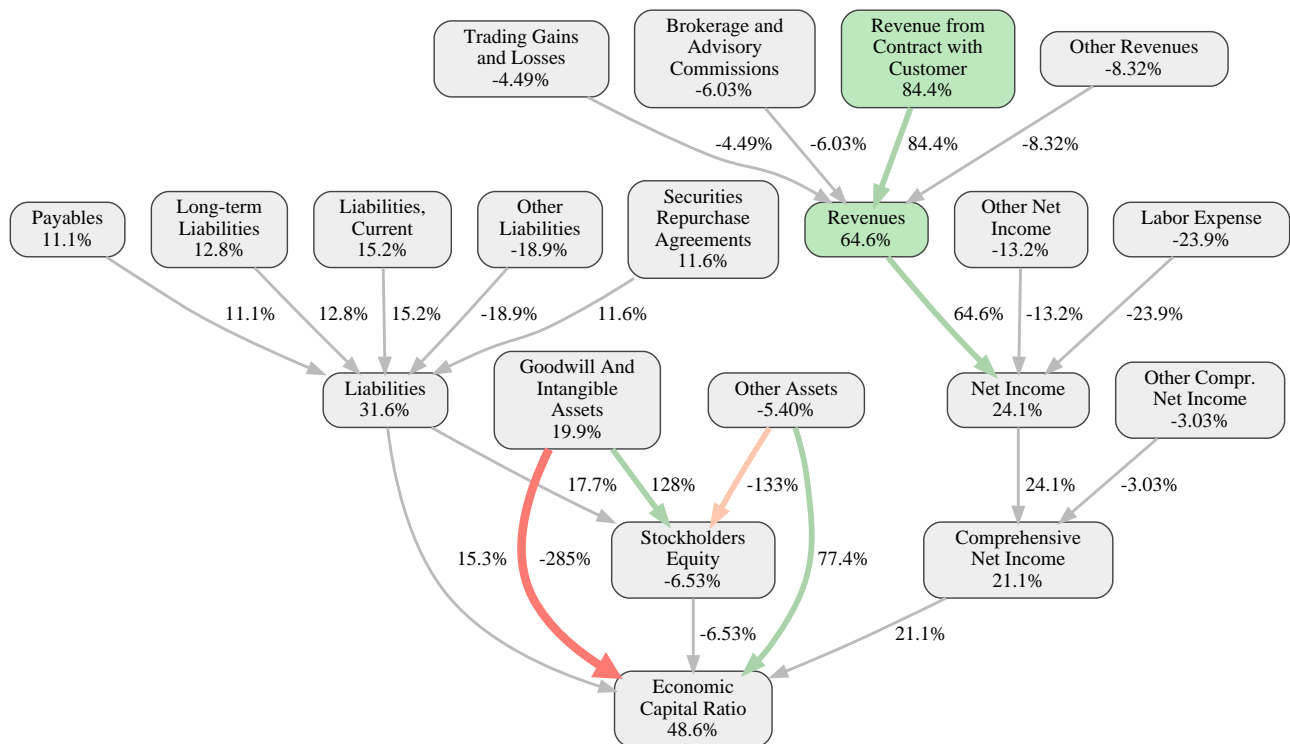 Trading Gains
and Losses
-4.49%
Brokerage and
Advisory
Commissions
-6.03%
Revenue from
Contract with
Customer
84.4%
Other Revenues
-8.32%
-4.49%
-6.03%
84.4%
-8.32%
Payables
11.1%
Long-term
Liabilities
12.8%
Liabilities,
Current
15.2%
Other
Liabilities
-18.9%
Securities
Repurchase
Agreements
11.6%
Revenues
64.6%
Other Net
Income
-13.2%
Labor Expense
-23.9%
11.1%
12.8%
15.2%
-18.9%
11.6%
64.6%
-13.2%
-23.9%
Liabilities
31.6%
Goodwill And
Intangible
Assets
19.9%
Other Assets
-5.40%
Net Income
24.1%
Other Compr.
Net Income
-3.03%
17.7%
128%
-133%
24.1%
-3.03%
15.3%
-285%
Stockholders
Equity
-6.53%
77.4%
Comprehensive
Net Income
21.1%
-6.53%
21.1%
Economic
Capital Ratio
48.6%